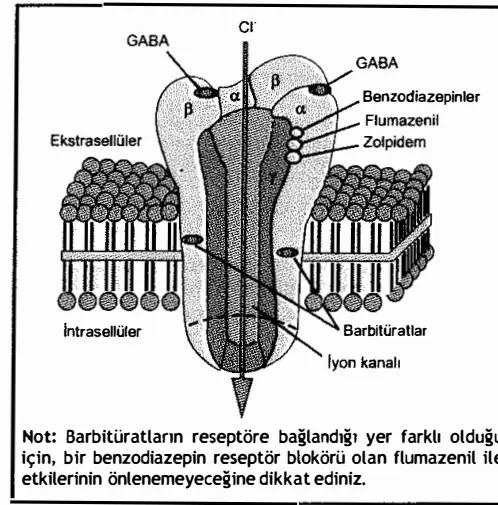 Cl⁻
GABA
GABA
β
α
β
α
Benzodiazepinler
Flumazenil
Zolpidem
Ekstrasellüler
γ
İntrasellüler
Barbitüratlar
İyon kanalı
Not: Barbitüratların reseptöre bağlandığı yer farklı olduğu
için, bir benzodiazepin reseptör blokörü olan flumazenil ile
etkilerinin önlenemeyeceğine dikkat ediniz.